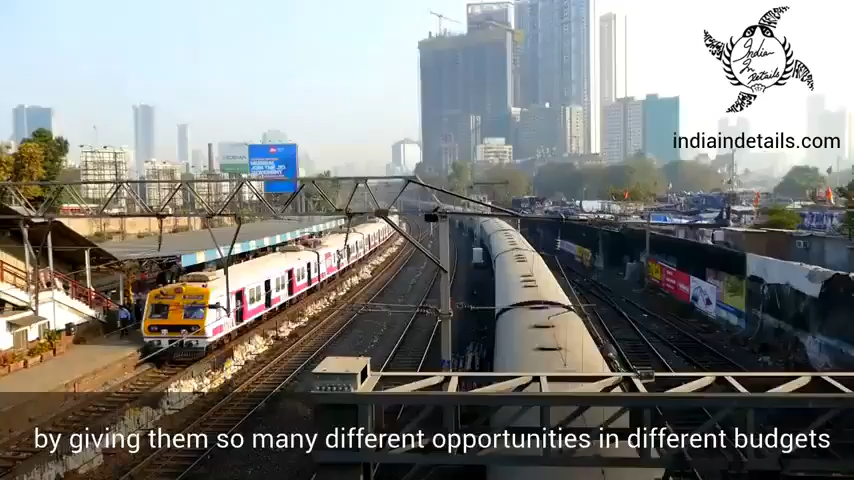 India
In
Details
indiaindetails.com
by giving them so many different opportunities in different budgets